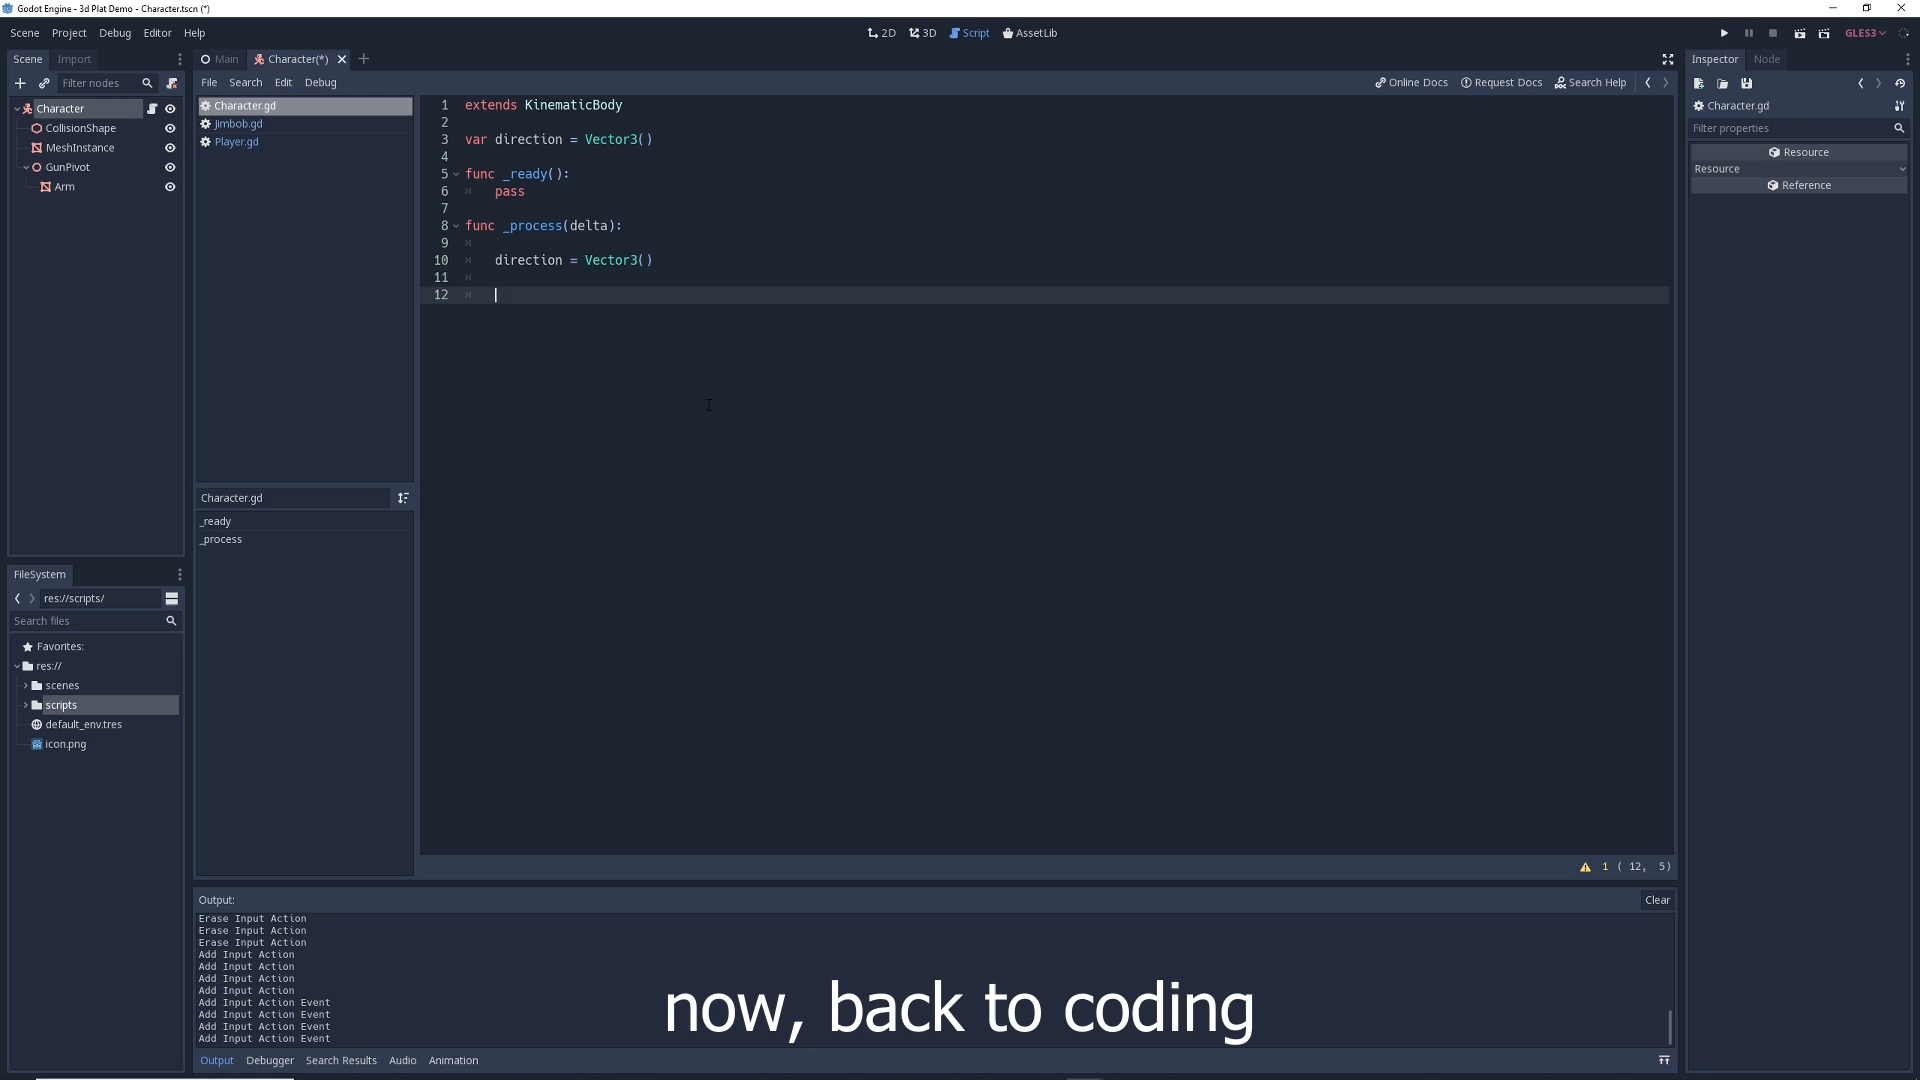 Godot Engine - 3d Plat Demo - Character.tscn (*)
Scene Project Debug Editor Help
2D 3D Script AssetLib
GLES3
Scene Import
Filter nodes
Character
CollisionShape
MeshInstance
GunPivot
Arm
FileSystem
res://scripts/
Search files
Favorites:
res://
scenes
scripts
default_env.tres
icon.png
Main Character(*)
File Search Edit Debug
Online Docs Request Docs Search Help
Character.gd
Jimbob.gd
Player.gd
Character.gd
_ready
_process
1 extends KinematicBody
2
3 var direction = Vector3()
4
5 func _ready():
6 pass
7
8 func _process(delta):
9
10 direction = Vector3()
11
12
1 ( 12, 5)
Output:
Clear
Erase Input Action
Erase Input Action
Erase Input Action
Add Input Action
Add Input Action
Add Input Action
Add Input Action
Add Input Action Event
Add Input Action Event
Add Input Action Event
Add Input Action Event
now, back to coding
Output Debugger Search Results Audio Animation
Inspector Node
Character.gd
Filter properties
Resource
Resource
Reference